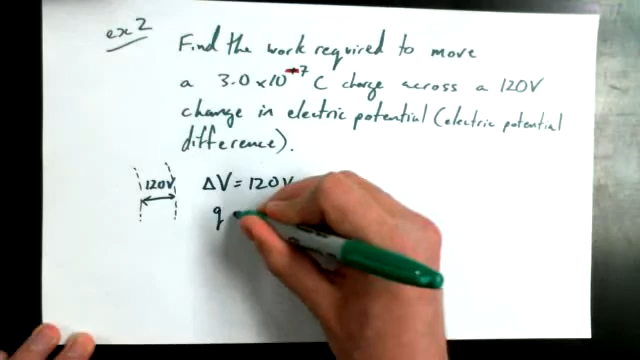 ex 2
Find the work required to move
a 3.0 x 10⁻⁷ C charge across a 120V
change in electric potential (electric potential
difference).
120V
ΔV = 120V
q